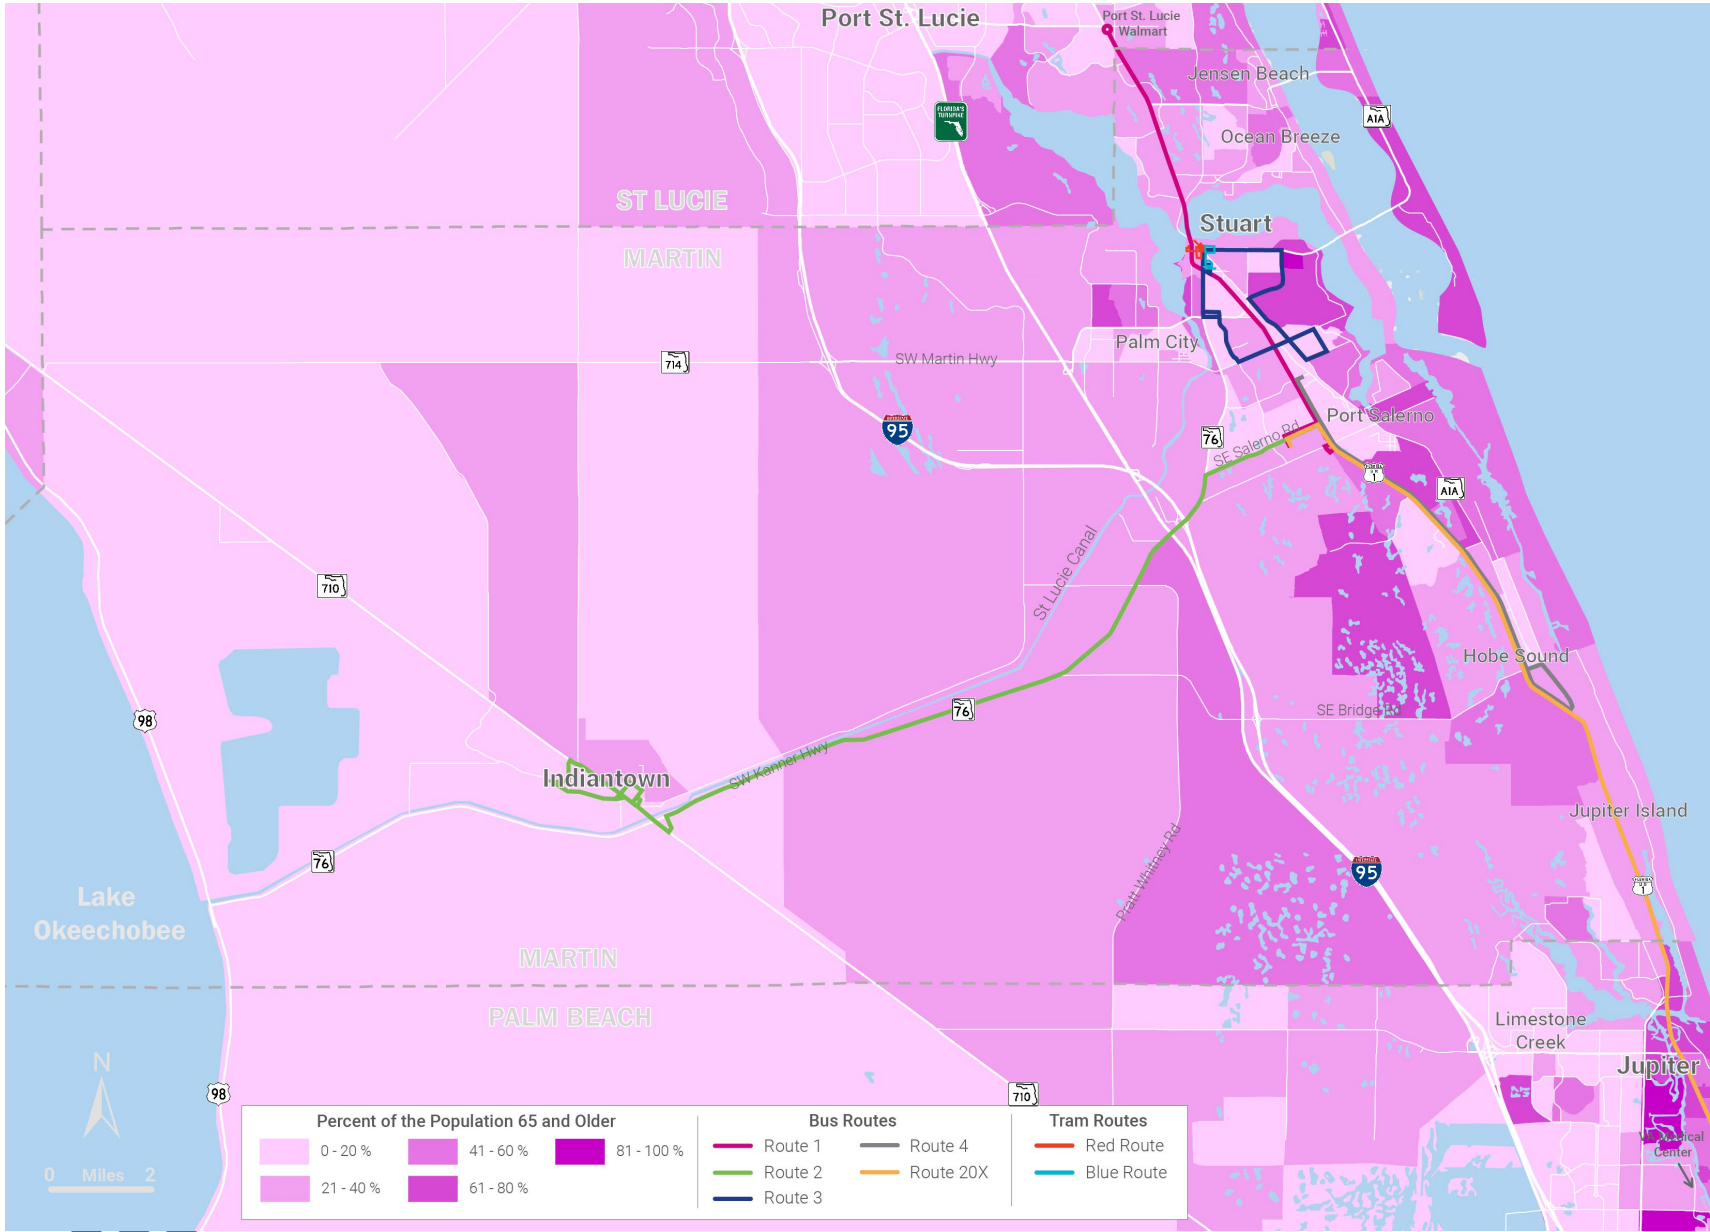 Port St. Lucie
Port St. Lucie
Walmart
Jensen Beach
FLORIDA'S
TURNPIKE
A1A
Ocean Breeze
ST LUCIE
Stuart
MARTIN
Palm City
SW Martin Hwy
714
95
76
SE Salerno Rd
Port Salerno
1
A1A
710
St Lucie Canal
Hobe Sound
76
SE Bridge Rd
98
Indiantown
SW Kanner Hwy
Jupiter Island
76
Pratt Whitney Rd
95
1
Lake
Okeechobee
MARTIN
PALM BEACH
Limestone
Creek
Jupiter
N
98
710
VA Medical
Center
0 Miles 2
Percent of the Population 65 and Older
0 - 20 %
41 - 60 %
81 - 100 %
21 - 40 %
61 - 80 %
Bus Routes
Route 1
Route 4
Route 2
Route 20X
Route 3
Tram Routes
Red Route
Blue Route